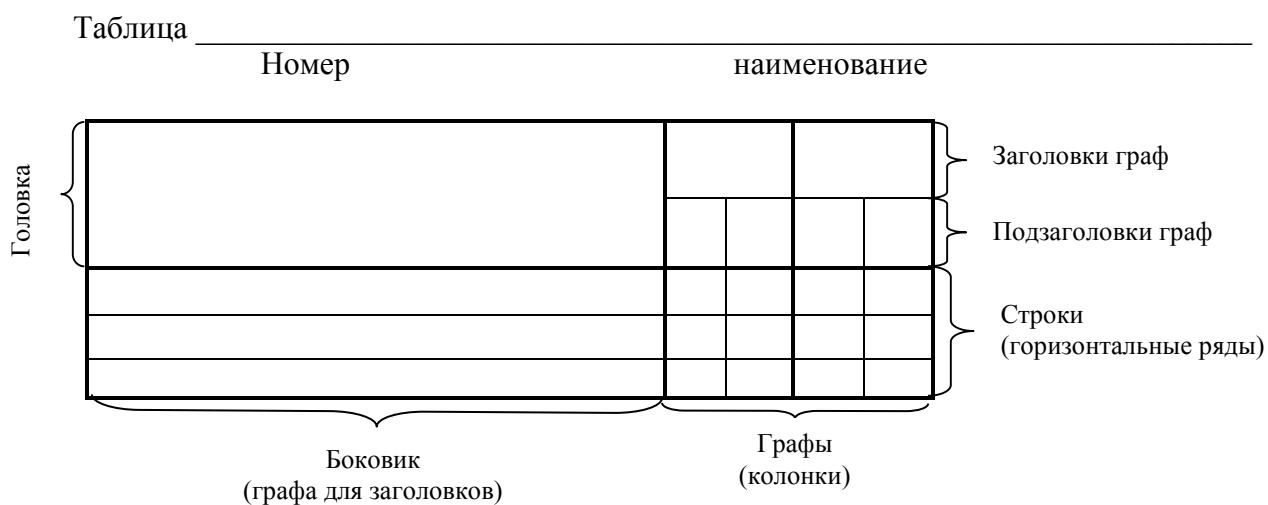 Таблица
Номер наименование
Головка
Заголовки граф
Подзаголовки граф
Строки
(горизонтальные ряды)
Боковик
(графа для заголовков)
Графы
(колонки)